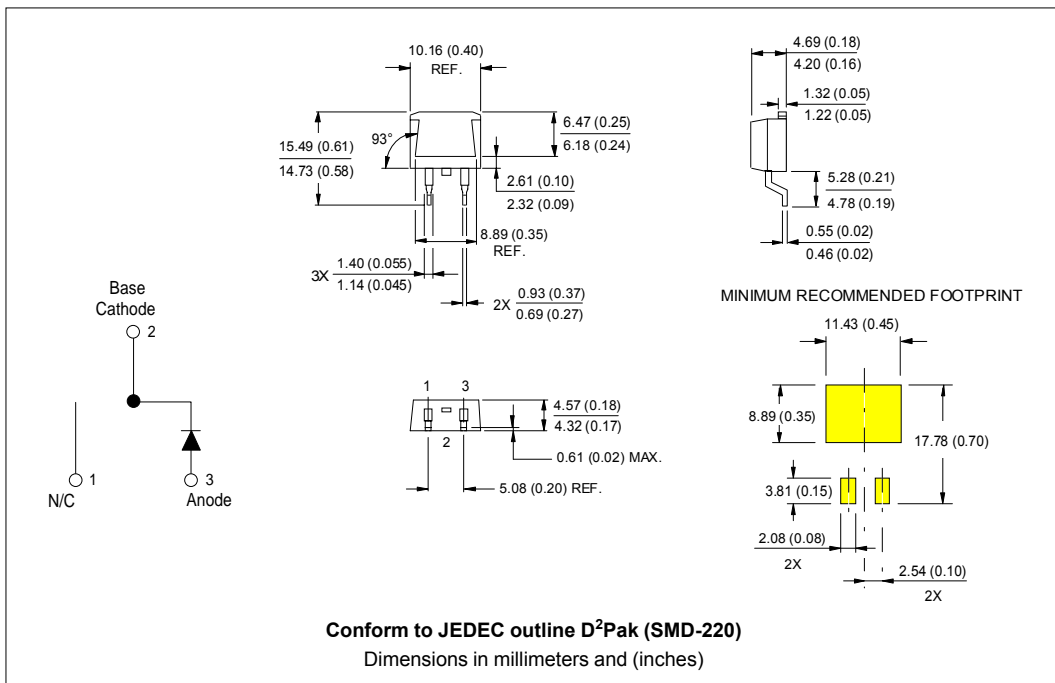 10.16 (0.40)
REF.
15.49 (0.61)
14.73 (0.58)
93°
6.47 (0.25)
6.18 (0.24)
2.61 (0.10)
2.32 (0.09)
8.89 (0.35)
REF.
3X
1.40 (0.055)
1.14 (0.045)
2X
0.93 (0.37)
0.69 (0.27)
4.69 (0.18)
4.20 (0.16)
1.32 (0.05)
1.22 (0.05)
5.28 (0.21)
4.78 (0.19)
0.55 (0.02)
0.46 (0.02)
Base
Cathode
2
1
N/C
3
Anode
1 3
2
4.57 (0.18)
4.32 (0.17)
0.61 (0.02) MAX.
5.08 (0.20) REF.
MINIMUM RECOMMENDED FOOTPRINT
11.43 (0.45)
8.89 (0.35)
17.78 (0.70)
3.81 (0.15)
2.08 (0.08)
2X
2.54 (0.10)
2X
Conform to JEDEC outline D²Pak (SMD-220)
Dimensions in millimeters and (inches)